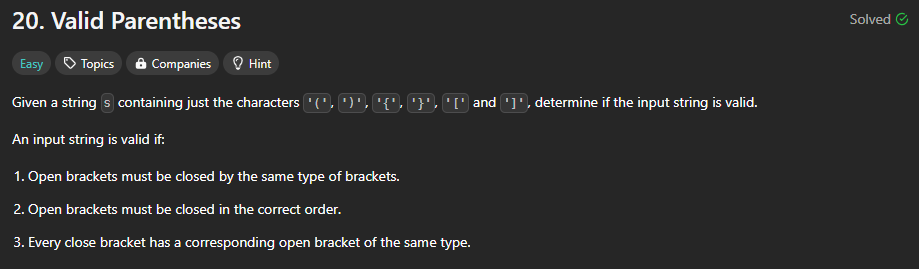 20. Valid Parentheses
Solved
Easy Topics Companies Hint
Given a string s containing just the characters '(', ')', '{', '}', '[' and ']', determine if the input string is valid.
An input string is valid if:
1. Open brackets must be closed by the same type of brackets.
2. Open brackets must be closed in the correct order.
3. Every close bracket has a corresponding open bracket of the same type.